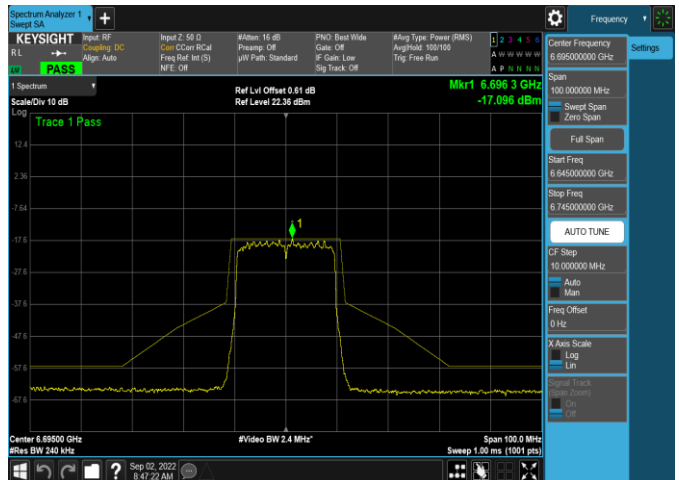 Spectrum Analyzer 1
Swept SA
Frequency
KEYSIGHT
RL
LW
PASS
Input: RF
Coupling: DC
Align: Auto
Input Z: 50 Ω
Corr CCorr RCal
Freq Ref: Int (S)
NFE: Off
#Atten: 16 dB
Preamp: Off
µW Path: Standard
PNO: Best Wide
Gate: Off
IF Gain: Low
Sig Track: Off
#Avg Type: Power (RMS)
Avg|Hold: 100/100
Trig: Free Run
1 2 3 4 5 6
A W W W W W
A P N N N N
1 Spectrum
Scale/Div 10 dB
Ref Lvl Offset 0.61 dB
Ref Level 22.36 dBm
Mkr1 6.696 3 GHz
-17.096 dBm
Log
Trace 1 Pass
12.4
2.36
-7.64
-17.6
-27.6
-37.6
-47.6
-57.6
-67.6
1
Center 6.69500 GHz
#Res BW 240 kHz
#Video BW 2.4 MHz*
Span 100.0 MHz
Sweep 1.00 ms (1001 pts)
Sep 02, 2022
8:47:22 AM
Settings
Center Frequency
6.695000000 GHz
Span
100.000000 MHz
Swept Span
Zero Span
Full Span
Start Freq
6.645000000 GHz
Stop Freq
6.745000000 GHz
AUTO TUNE
CF Step
10.000000 MHz
Auto
Man
Freq Offset
0 Hz
X Axis Scale
Log
Lin
Signal Track
(Span Zoom)
On
Off